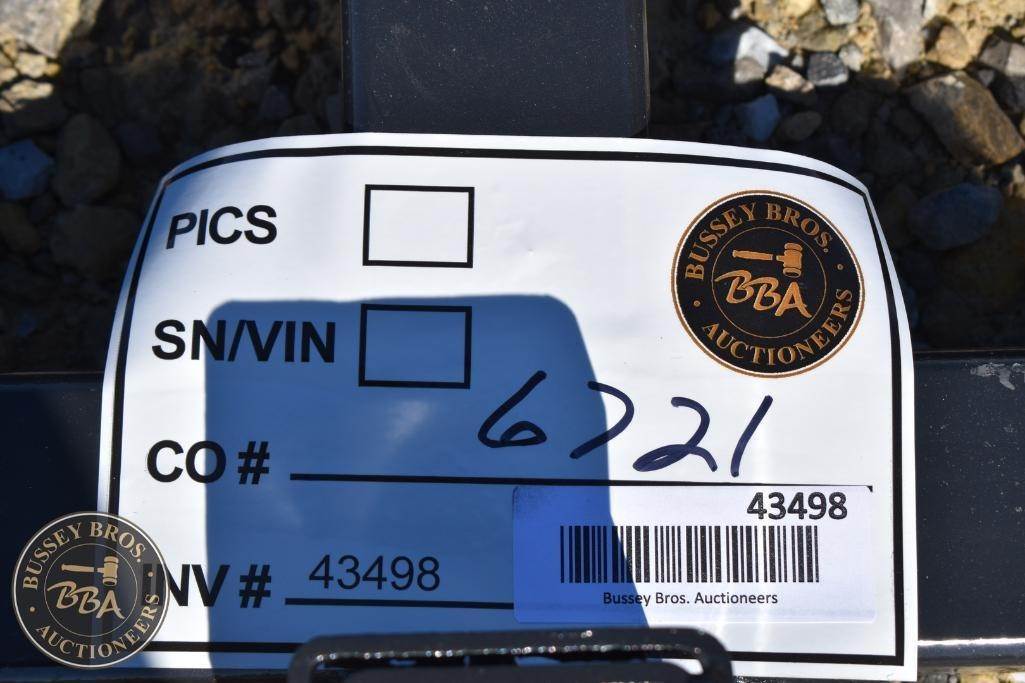 PICS
BUSSEY BROS.
BBA
AUCTIONEERS
SN/VIN
CO # 6721
43498
INV # 43498
Bussey Bros. Auctioneers
BUSSEY BROS.
BBA
AUCTIONEERS